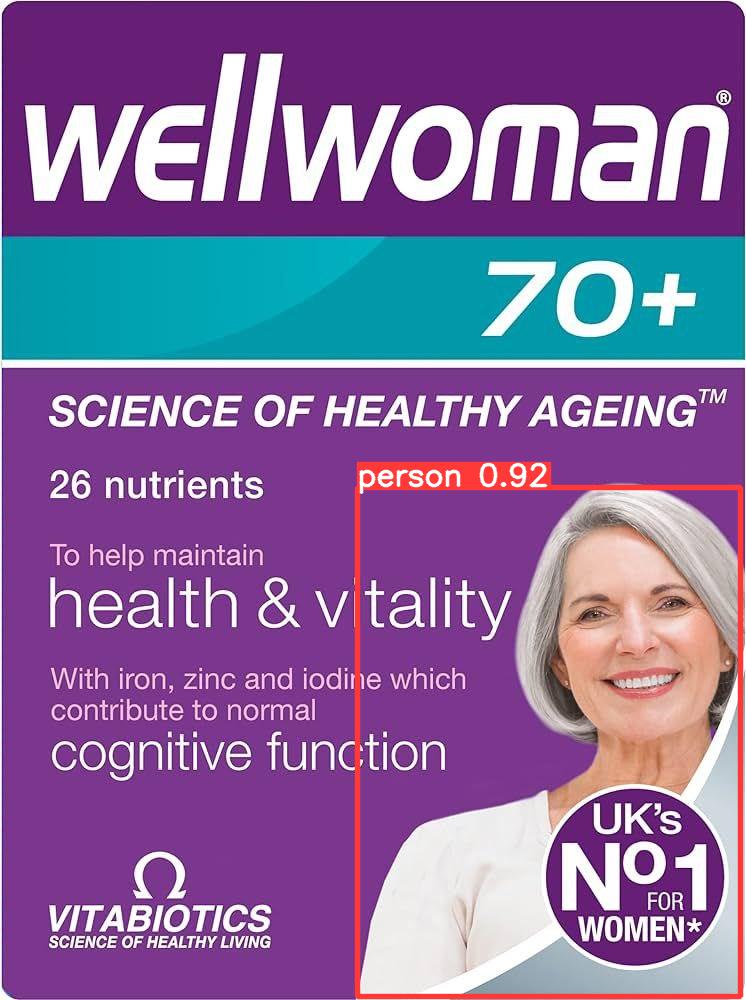 wellwoman®
70+
SCIENCE OF HEALTHY AGEING™
26 nutrients
person 0.92
To help maintain
health & vitality
With iron, zinc and iodine which
contribute to normal
cognitive function
UK's
No1
FOR
WOMEN*
Ω
VITABIOTICS
SCIENCE OF HEALTHY LIVING